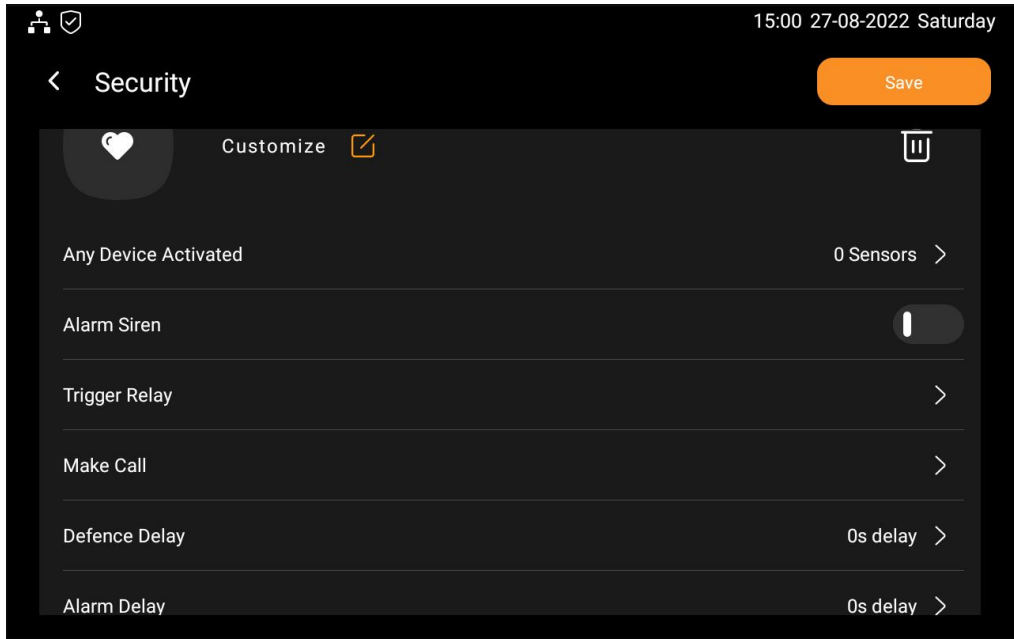 15:00 27-08-2022 Saturday
Security Save
Customize
Any Device Activated 0 Sensors
Alarm Siren
Trigger Relay
Make Call
Defence Delay 0s delay
Alarm Delay 0s delay